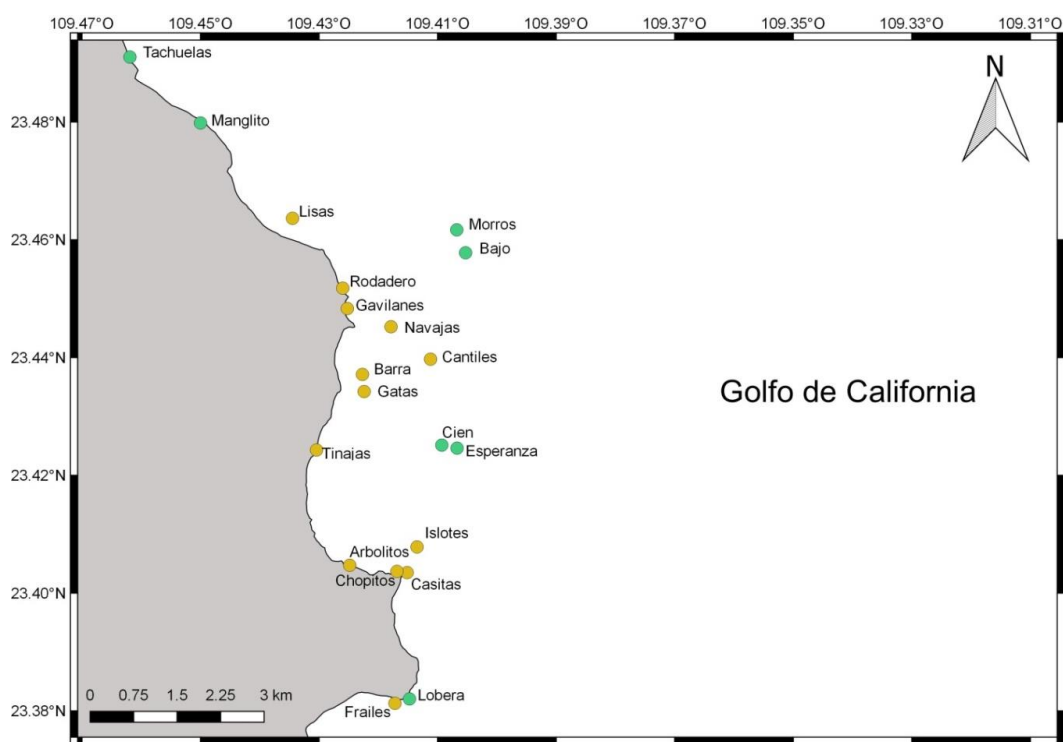 109.47°O 109.45°O 109.43°O 109.41°O 109.39°O 109.37°O 109.35°O 109.33°O 109.31°O
Tachuelas
N
23.48°N
Manglito
Lisas
Morros
23.46°N
Bajo
Rodadero
Gavilanes
Navajas
23.44°N
Cantiles
Barra
Gatas
Golfo de California
Cien
Esperanza
Tinajas
23.42°N
Islotes
Arbolitos
Chopitos
Casitas
23.40°N
0 0.75 1.5 2.25 3 km
Lobera
Frailes
23.38°N